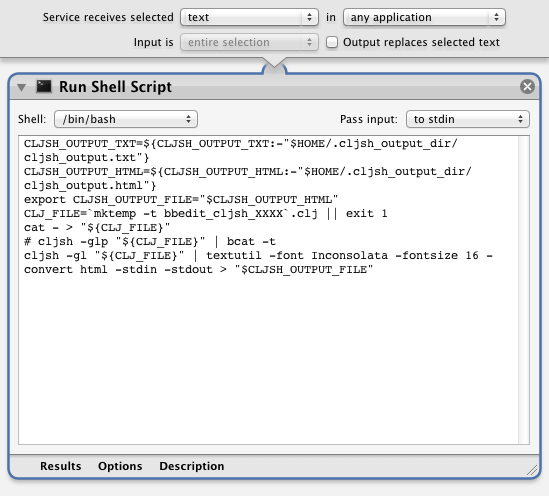 Service receives selected text in any application
Input is entire selection Output replaces selected text
Run Shell Script
Shell: /bin/bash Pass input: to stdin
CLJSH_OUTPUT_TXT=${CLJSH_OUTPUT_TXT:-"$HOME/.cljsh_output_dir/
cljsh_output.txt"}
CLJSH_OUTPUT_HTML=${CLJSH_OUTPUT_HTML:-"$HOME/.cljsh_output_dir/
cljsh_output.html"}
export CLJSH_OUTPUT_FILE="$CLJSH_OUTPUT_HTML"
CLJ_FILE=`mktemp -t bbedit_cljsh_XXXX`.clj || exit 1
cat - > "${CLJ_FILE}"
# cljsh -glp "${CLJ_FILE}" | bcat -t
cljsh -gl "${CLJ_FILE}" | textutil -font Inconsolata -fontsize 16 -
convert html -stdin -stdout > "$CLJSH_OUTPUT_FILE"
Results Options Description